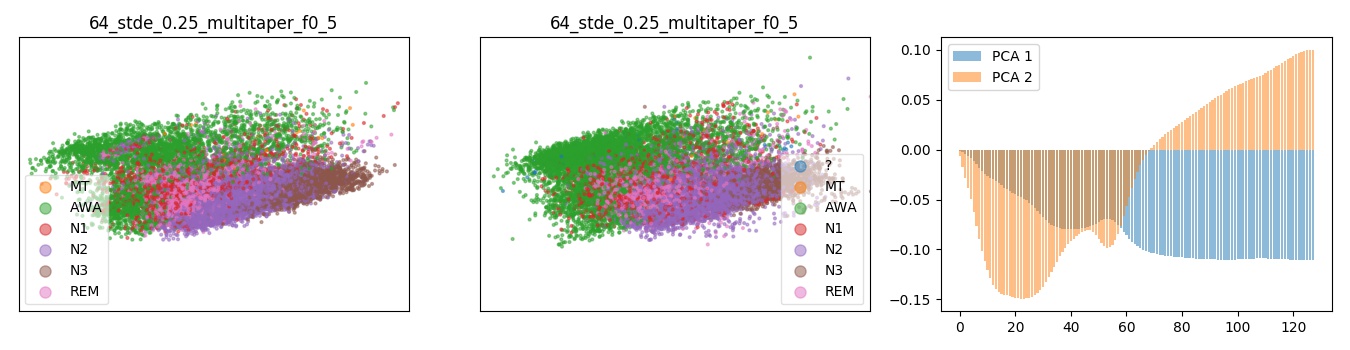 64_stde_0.25_multitaper_f0_5
MT
AWA
N1
N2
N3
REM
64_stde_0.25_multitaper_f0_5
?
MT
AWA
N1
N2
N3
REM
PCA 1
PCA 2
0.10
0.05
0.00
−0.05
−0.10
−0.15
0 20 40 60 80 100 120